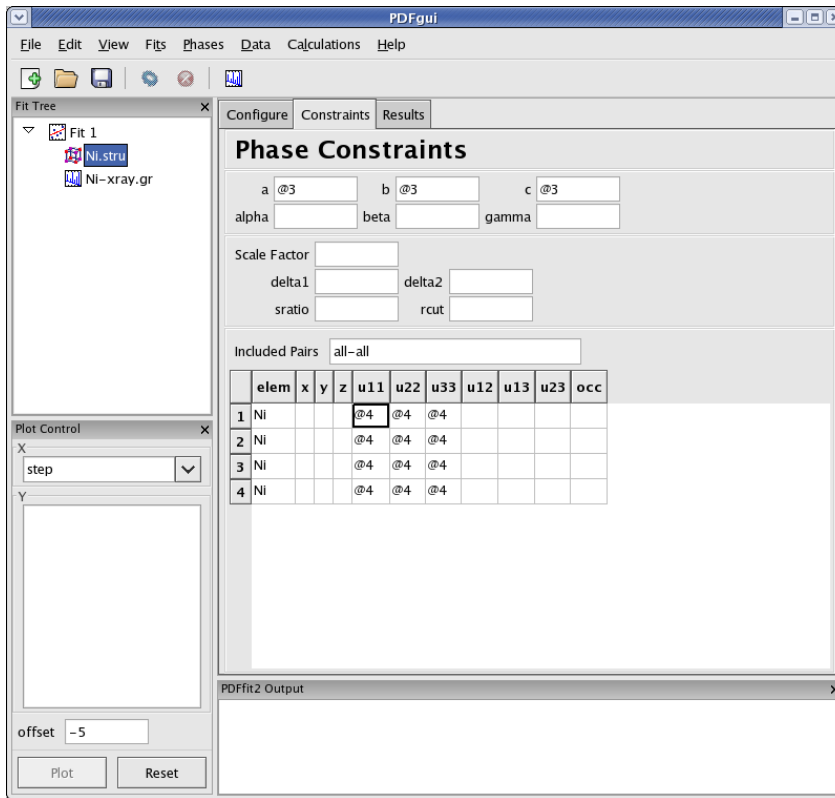 PDFgui
File Edit View Fits Phases Data Calculations Help
Fit Tree
Fit 1
Ni.stru
Ni-xray.gr
Configure Constraints Results
Phase Constraints
a @3 b @3 c @3
alpha beta gamma
Scale Factor
delta1 delta2
sratio rcut
Included Pairs all-all
elem x y z u11 u22 u33 u12 u13 u23 occ
1 Ni @4 @4 @4
2 Ni @4 @4 @4
3 Ni @4 @4 @4
4 Ni @4 @4 @4
Plot Control
X
step
Y
offset -5
Plot Reset
PDFfit2 Output